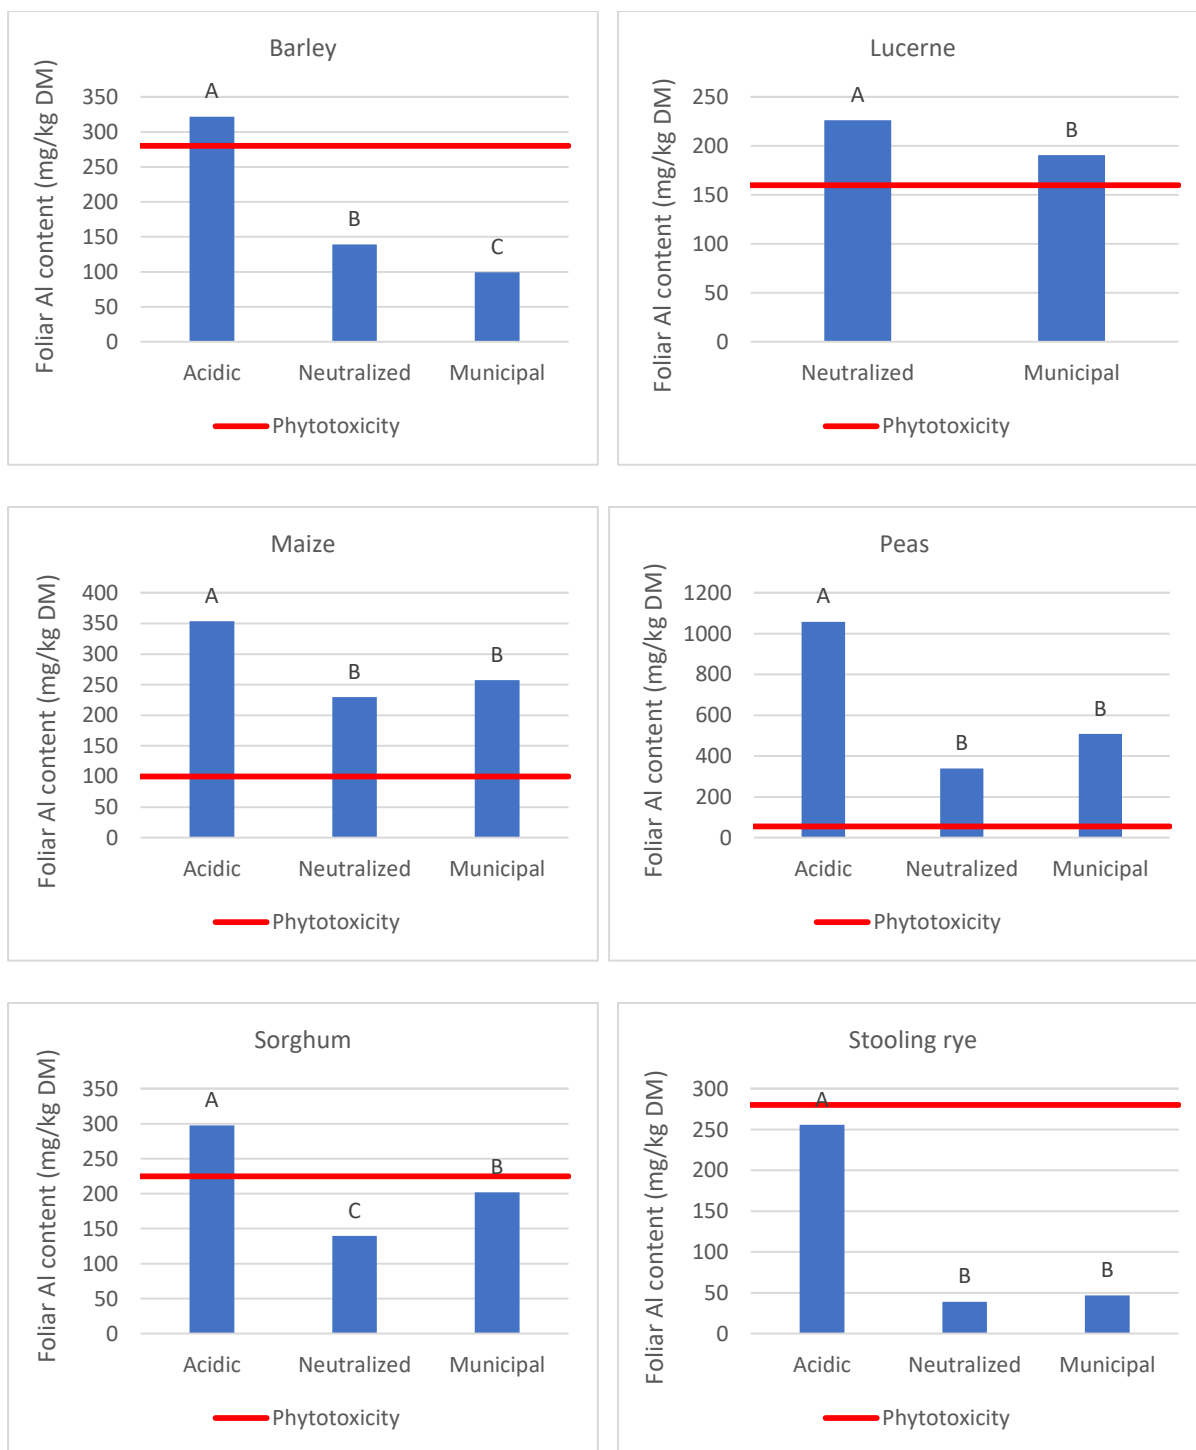 Barley
Foliar Al content (mg/kg DM)
350
300
250
200
150
100
50
0
A
B
C
Acidic Neutralized Municipal
Phytotoxicity
Lucerne
Foliar Al content (mg/kg DM)
250
200
150
100
50
0
A
B
Neutralized Municipal
Phytotoxicity
Maize
Foliar Al content (mg/kg DM)
400
350
300
250
200
150
100
50
0
A
B
B
Acidic Neutralized Municipal
Phytotoxicity
Peas
Foliar Al content (mg/kg DM)
1200
1000
800
600
400
200
0
A
B
B
Acidic Neutralized Municipal
Phytotoxicity
Sorghum
Foliar Al content (mg/kg DM)
350
300
250
200
150
100
50
0
A
C
B
Acidic Neutralized Municipal
Phytotoxicity
Stooling rye
Foliar Al content (mg/kg DM)
300
250
200
150
100
50
0
A
B
B
Acidic Neutralized Municipal
Phytotoxicity